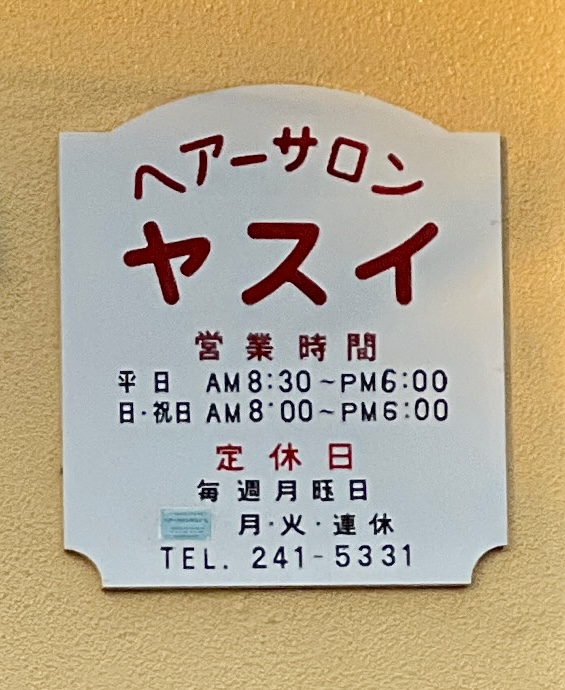 ヘアーサロン
ヤスイ
営業時間
平日 AM8:30~PM6:00
日・祝日 AM8:00~PM6:00
定休日
毎週月旺日
月・火・連休
TEL. 241-5331